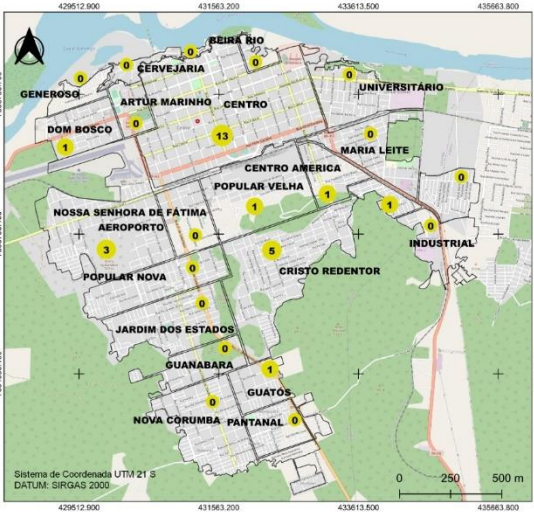 429512.900 431563.200 433613.500 435663.800
BEIRA RIO
0
0
CERVEJARIA
0
0
0
GENEROSO
UNIVERSITÁRIO
ARTUR MARINHO
CENTRO
DOM BOSCO
0
13
0
1
MARIA LEITE
CENTRO AMERICA
0
POPULAR VELHA
1
1
1
NOSSA SENHORA DE FÁTIMA
AEROPORTO
0
0
INDUSTRIAL
3
5
POPULAR NOVA
0
CRISTO REDENTOR
0
JARDIM DOS ESTADOS
0
GUANABARA
1
GUATÓS
0
NOVA CORUMBA
PANTANAL
0
Sistema de Coordenada UTM 21 S
DATUM: SIRGAS 2000
0 250 500 m
429512.900 431563.200 433613.500 435663.800